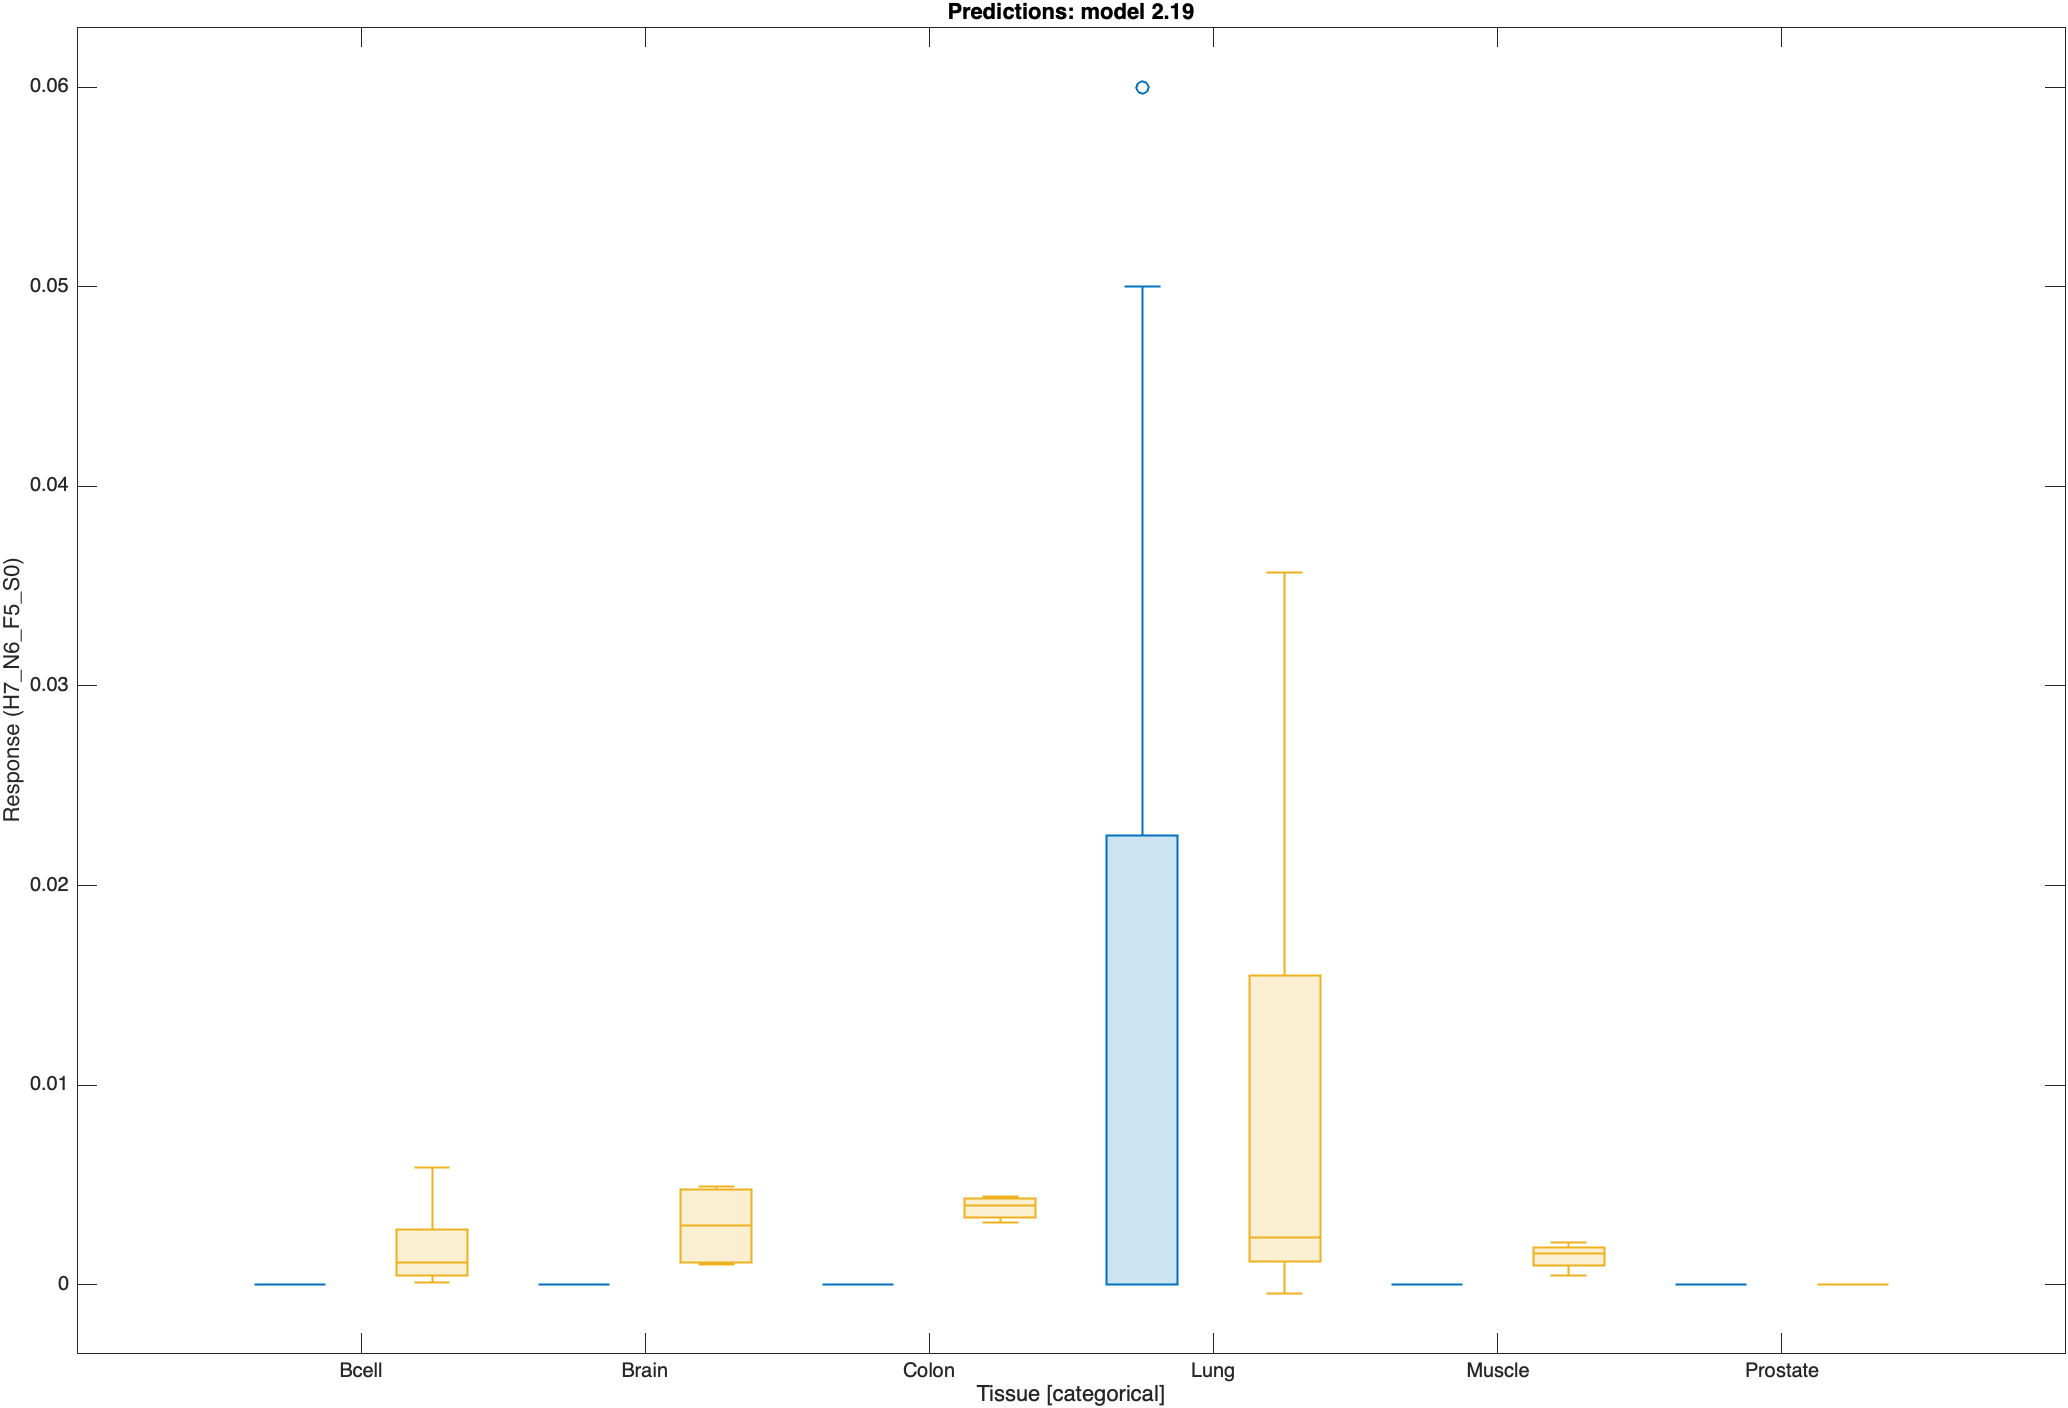 Predictions: model 2.19
0.06
0.05
0.04
0.03
0.02
0.01
0
Response (H7_N6_F5_S0)
Bcell Brain Colon Lung Muscle Prostate
Tissue [categorical]